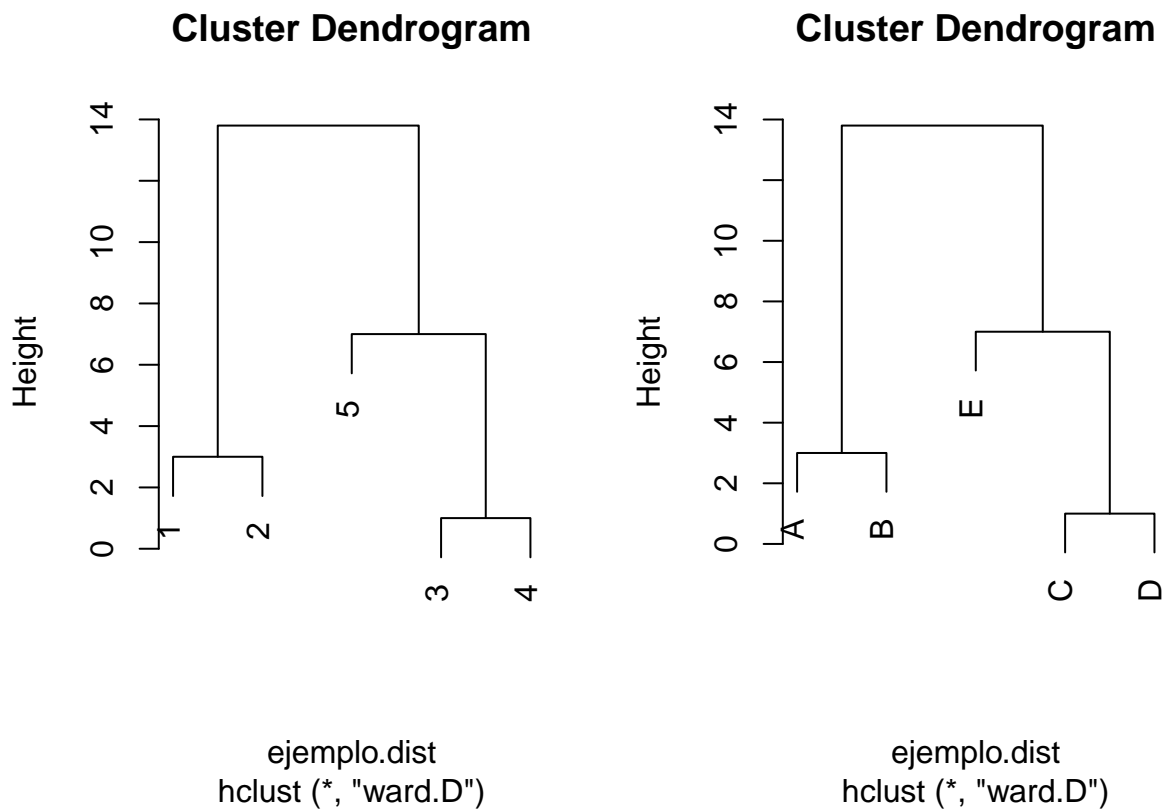 Cluster Dendrogram
Height
14
10
8
6
4
2
0
1
2
5
3
4
ejemplo.dist
hclust (*, "ward.D")
Cluster Dendrogram
Height
14
10
8
6
4
2
0
A
B
E
C
D
ejemplo.dist
hclust (*, "ward.D")